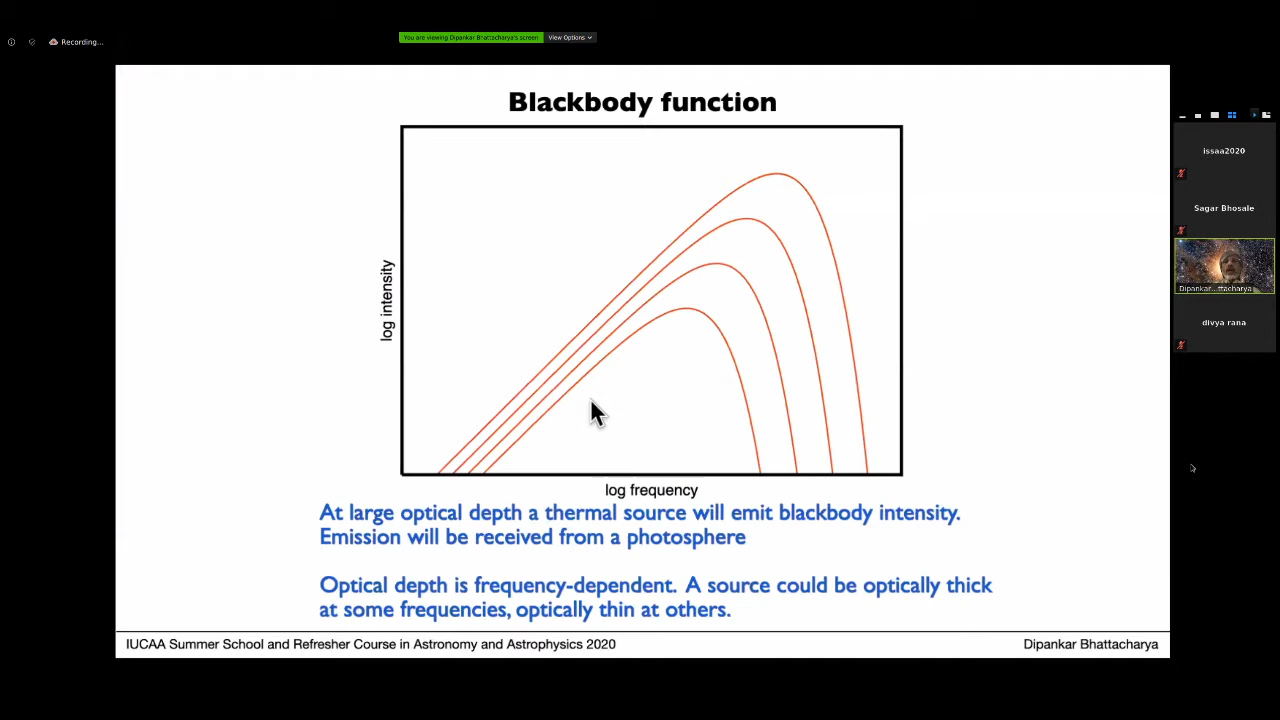 Recording...
You are viewing Dipankar Bhattacharya's screen
View Options
Blackbody function
log intensity
log frequency
At large optical depth a thermal source will emit blackbody intensity.
Emission will be received from a photosphere
Optical depth is frequency-dependent. A source could be optically thick
at some frequencies, optically thin at others.
IUCAA Summer School and Refresher Course in Astronomy and Astrophysics 2020
Dipankar Bhattacharya
issaa2020
Sagar Bhosale
Dipankar...ttacharya
divya rana